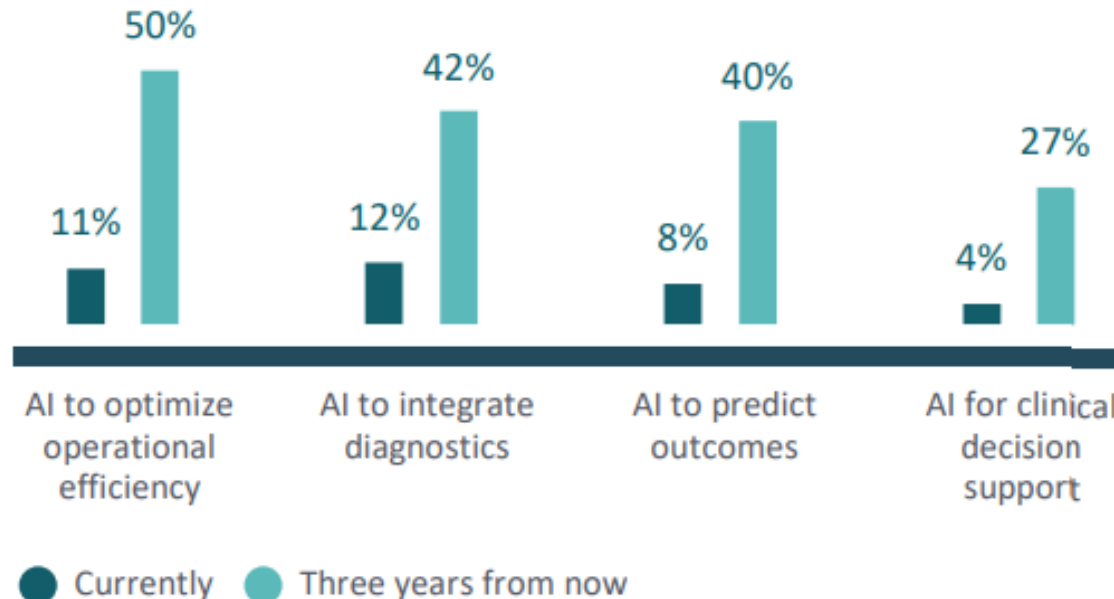 50%
42%
40%
27%
11%
12%
8%
4%
AI to optimize
operational
efficiency
AI to integrate
diagnostics
AI to predict
outcomes
AI for clinical
decision
support
Currently
Three years from now